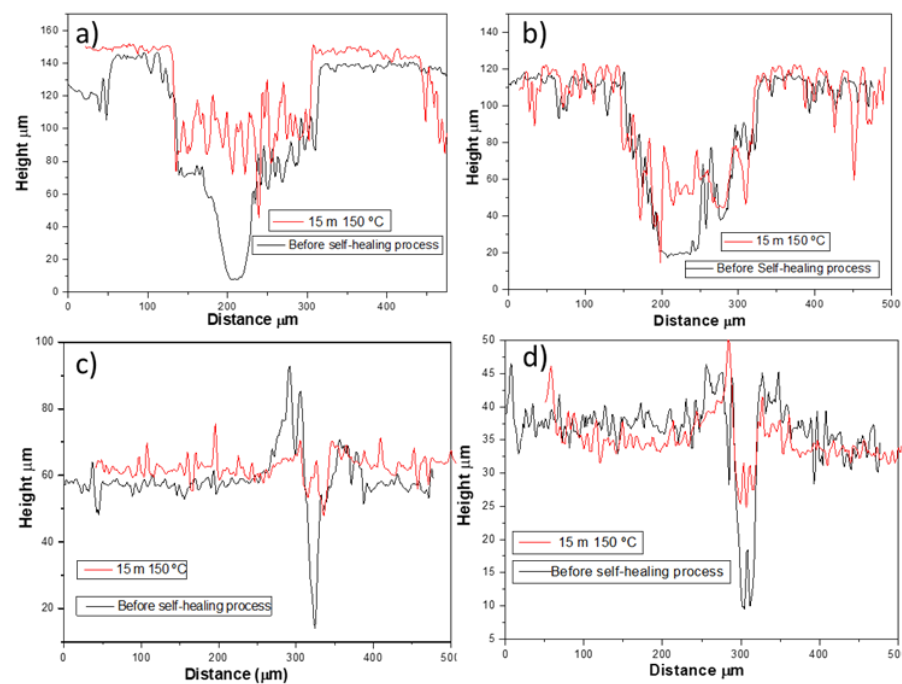 a)
160
140
120
100
80
60
40
20
0
Height μm
15 m 150 ºC
Before self-healing process
0 100 200 300 400
Distance μm
b)
140
120
100
80
60
40
20
0
Height μm
15 m 150 ºC
Before Self-healing process
0 100 200 300 400 500
Distance μm
c)
100
80
60
40
20
Height μm
15 m 150 ºC
Before self-healing process
0 100 200 300 400 500
Distance (μm)
d)
50
45
40
35
30
25
20
15
10
5
Height μm
15 m 150 ºC
Before self-healing process
0 100 200 300 400 500
Distance μm